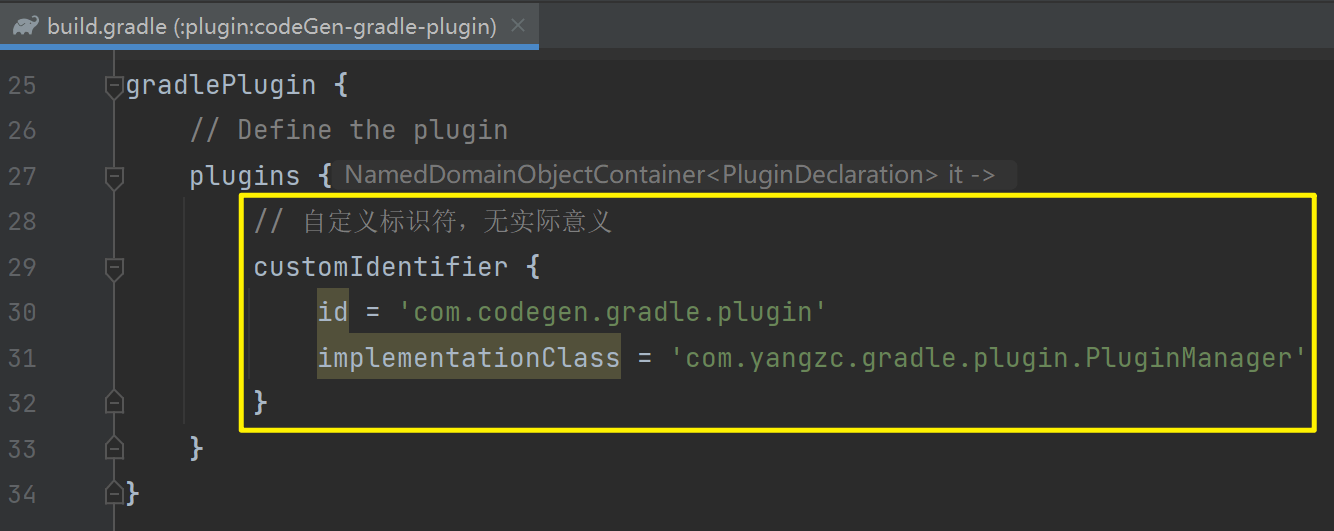 build.gradle (:plugin:codeGen-gradle-plugin)
25 gradlePlugin {
26 // Define the plugin
27 plugins { NamedDomainObjectContainer<PluginDeclaration> it ->
28 // 自定义标识符，无实际意义
29 customIdentifier {
30 id = 'com.codegen.gradle.plugin'
31 implementationClass = 'com.yangzc.gradle.plugin.PluginManager'
32 }
33 }
34 }